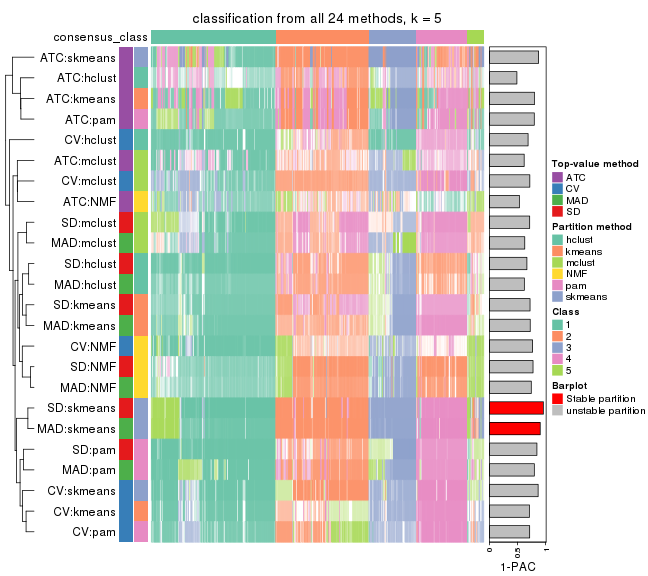 classification from all 24 methods, k = 5
consensus_class
ATC:skmeans
ATC:hclust
ATC:kmeans
ATC:pam
CV:hclust
ATC:mclust
CV:mclust
ATC:NMF
SD:mclust
MAD:mclust
SD:hclust
MAD:hclust
SD:kmeans
MAD:kmeans
CV:NMF
SD:NMF
MAD:NMF
SD:skmeans
MAD:skmeans
SD:pam
MAD:pam
CV:skmeans
CV:kmeans
CV:pam
0
0.5
1
1-PAC
Top-value method
ATC
CV
MAD
SD
Partition method
hclust
kmeans
mclust
NMF
pam
skmeans
Class
1
2
3
4
5
Barplot
Stable partition
unstable partition